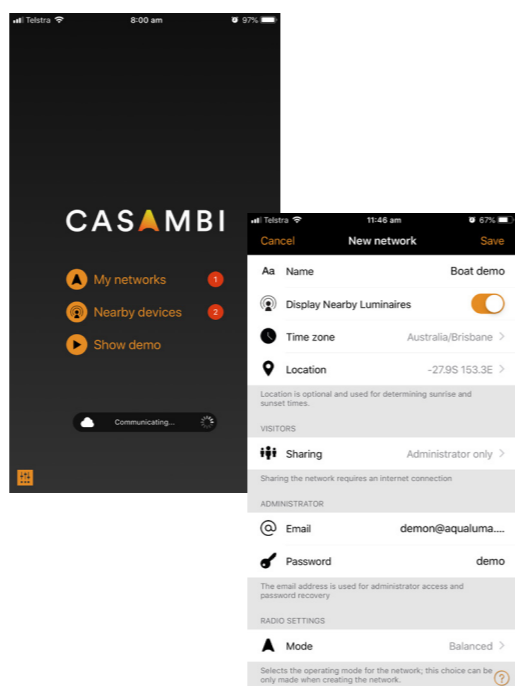 Telstra 8:00 am 97%
CASAMBI
My networks 1
Nearby devices 2
Show demo
Communicating...
Telstra 11:46 am 67%
Cancel New network Save
Aa Name Boat demo
Display Nearby Luminaires
Time zone Australia/Brisbane >
Location -27.9S 153.3E >
Location is optional and used for determining sunrise and
sunset times.
VISITORS
Sharing Administrator only >
Sharing the network requires an internet connection
ADMINISTRATOR
@ Email demon@aqualuma....
Password demo
The email address is used for administrator access and
password recovery
RADIO SETTINGS
Mode Balanced >
Selects the operating mode for the network; this choice can be
only made when creating the network. ?